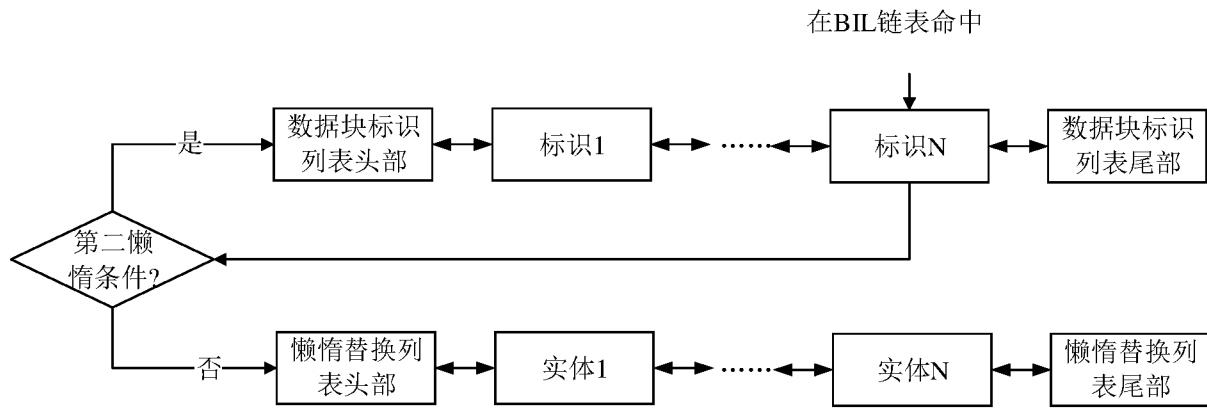 在BIL链表命中
是
数据块标识
列表头部
标识1
……
标识N
数据块标识
列表尾部
第二懒
惰条件?
否
懒惰替换列
表头部
实体1
……
实体N
懒惰替换列
表尾部